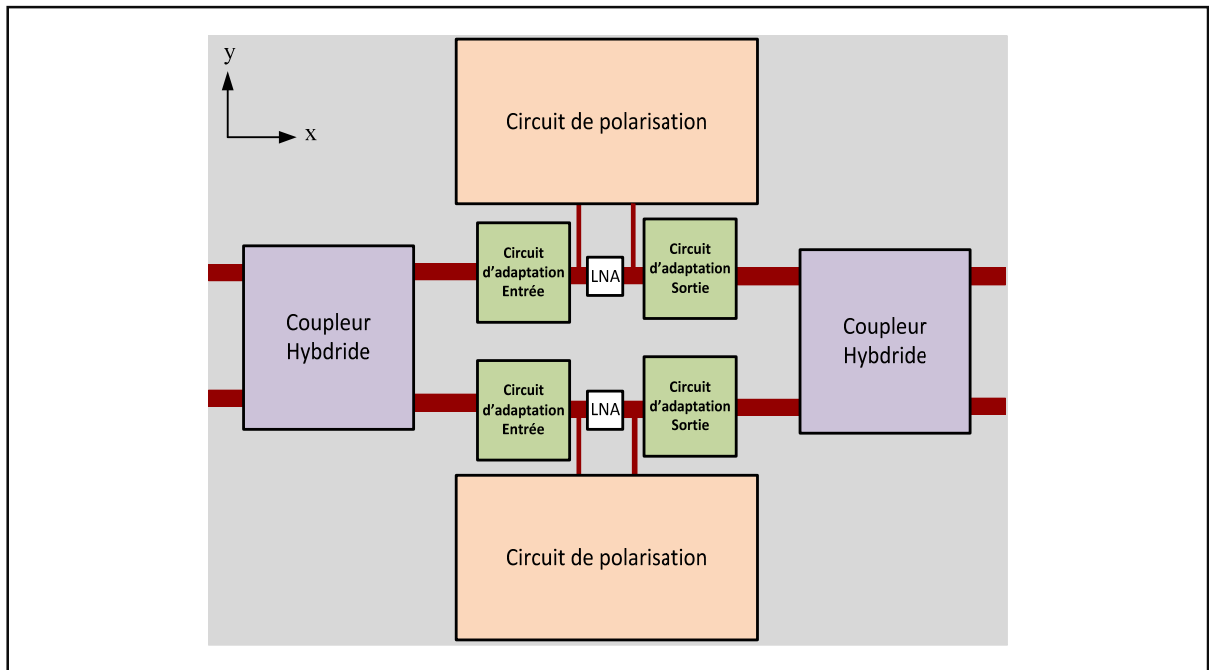 y
x
Circuit de polarisation
Circuit
d'adaptation
Entrée
LNA
Circuit
d'adaptation
Sortie
Coupleur
Hybdride
Coupleur
Hybdride
Circuit
d'adaptation
Entrée
LNA
Circuit
d'adaptation
Sortie
Circuit de polarisation